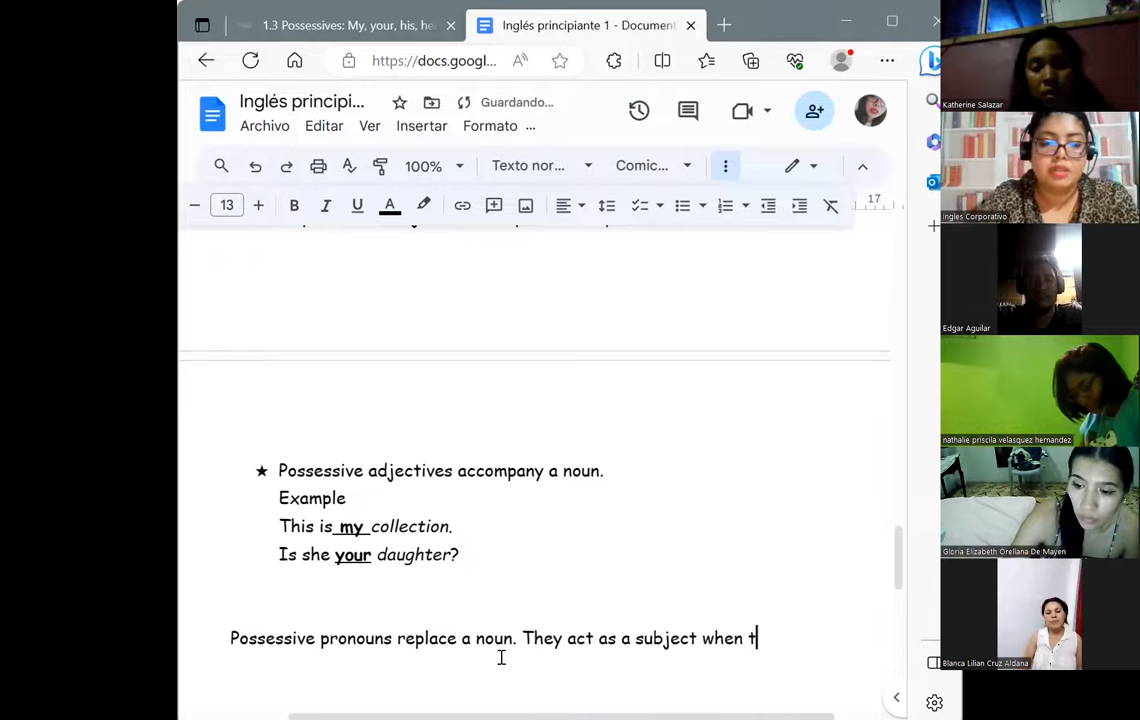 1.3 Possessives: My, your, his, he
Inglés principiante 1 - Document
https://docs.googl...
Inglés principi...
Guardando...
Archivo Editar Ver Insertar Formato ...
100% Texto nor... Comic...
13
17
★ Possessive adjectives accompany a noun.
Example
This is my collection.
Is she your daughter?
Possessive pronouns replace a noun. They act as a subject when t
Katherine Salazar
Ingles Corporativo
Edgar Aguilar
nathalie priscila velasquez hernandez
Gloria Elizabeth Orellana De Mayen
Blanca Lilian Cruz Aldana